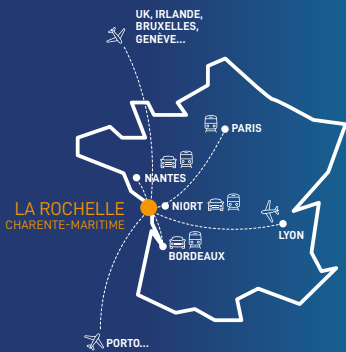 UK, IRLANDE,
BRUXELLES,
GENÈVE...
PARIS
NANTES
NIORT
LA ROCHELLE
CHARENTE-MARITIME
LYON
BORDEAUX
PORTO...